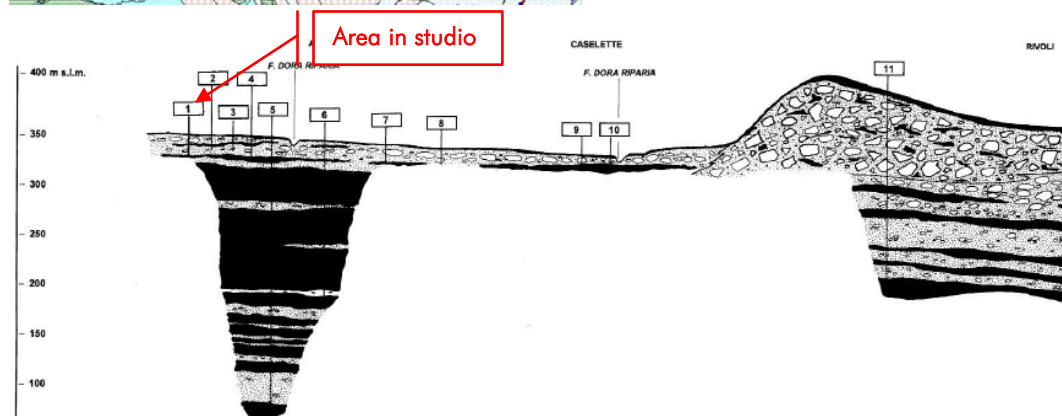 Area in studio
CASELETTE
RIVOLI
F. DORA RIPARIA
F. DORA RIPARIA
400 m s.l.m.
2
4
11
1
3
5
6
7
8
9
10
350
300
250
200
150
100